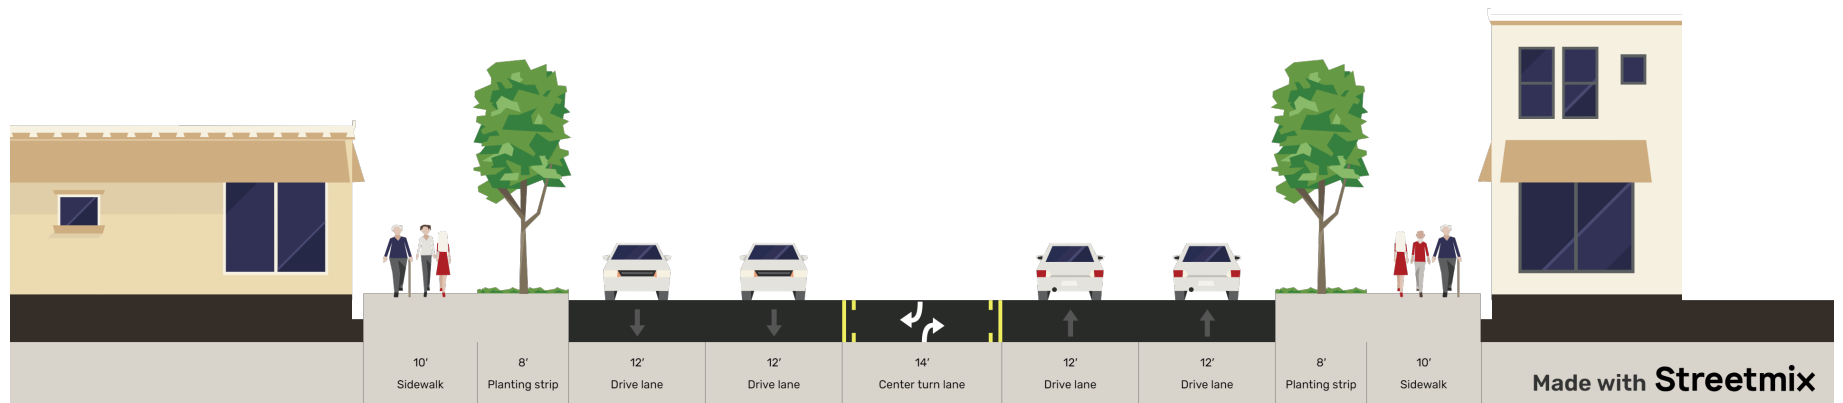 10′
Sidewalk
8′
Planting strip
12′
Drive lane
12′
Drive lane
14′
Center turn lane
12′
Drive lane
12′
Drive lane
8′
Planting strip
10′
Sidewalk
Made with Streetmix